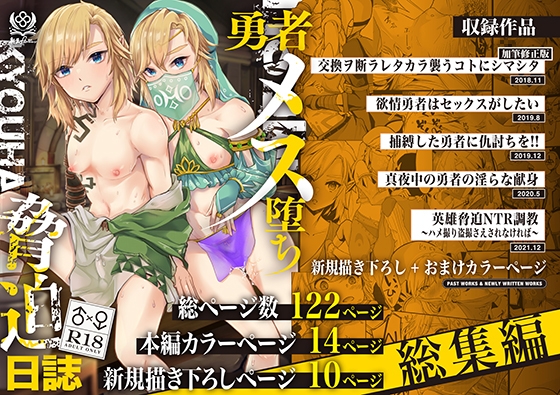 勇者メス堕ち
KYOUHA
脅迫
日誌
R18
ADULT ONLY
収録作品
加筆修正版
交換ヲ断ラレタカラ襲うコトにシマシタ
2018.11
欲情勇者はセックスがしたい
2019.8
捕縛した勇者に仇討ちを!!
2019.12
真夜中の勇者の淫らな献身
2020.5
英雄脅迫NTR調教
～ハメ撮り盗撮さえされなければ～
2021.12
新規描き下ろし + おまけカラーページ
PAST WORKS & NEWLY WRITTEN WORKS
総ページ数 122ページ
本編カラーページ 14ページ
新規描き下ろしページ 10ページ
総集編